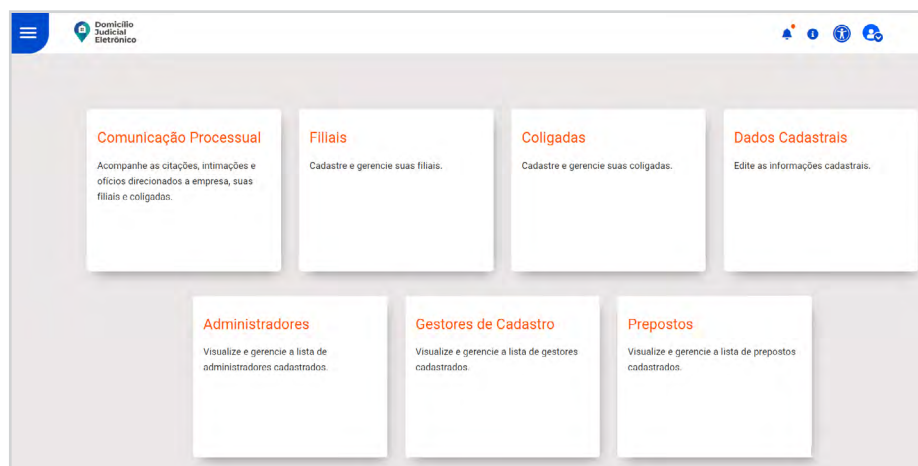 Domicílio
Judicial
Eletrônico
Comunicação Processual
Acompanhe as citações, intimações e
ofícios direcionados a empresa, suas
filiais e coligadas.
Filiais
Cadastre e gerencie suas filiais.
Coligadas
Cadastre e gerencie suas coligadas.
Dados Cadastrais
Edite as informações cadastrais.
Administradores
Visualize e gerencie a lista de
administradores cadastrados.
Gestores de Cadastro
Visualize e gerencie a lista de gestores
cadastrados.
Prepostos
Visualize e gerencie a lista de prepostos
cadastrados.